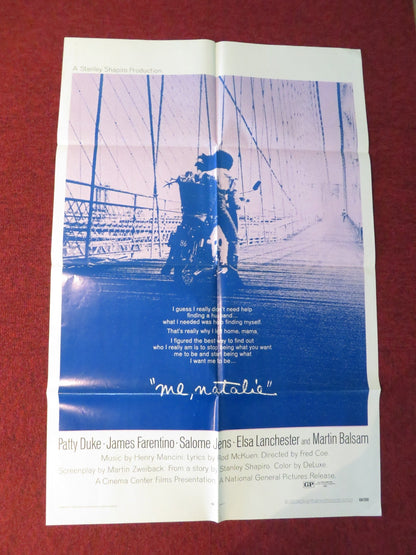 A Stanley Shapiro Production
I guess I really don't need help
finding a husband...
what I needed was help finding myself.
That's really why I left home, mama.
I figured the best way to find out
who I really am is to stop being what you want
me to be and start being what
I want me to be...
"me, natalie"
Patty Duke · James Farentino · Salome Jens · Elsa Lanchester and Martin Balsam
Music by Henry Mancini. Lyrics by Rod McKuen. Directed by Fred Coe.
Screenplay by Martin Zweiback. From a story by Stanley Shapiro. Color by DeLuxe.
A Cinema Center Films Presentation. A National General Pictures Release.
GP